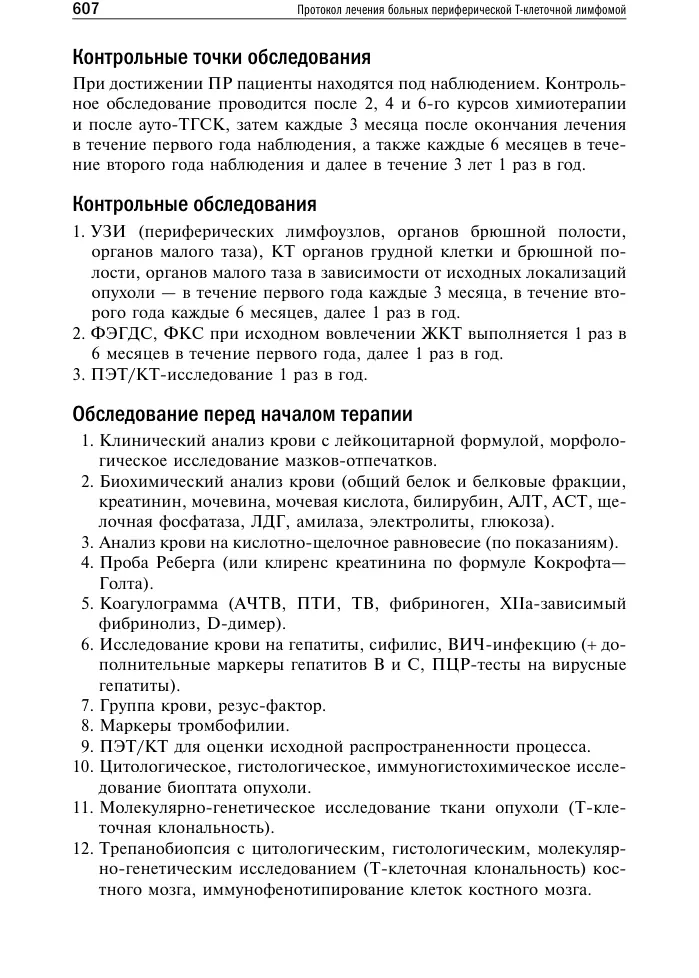 607 Протокол лечения больных периферической Т-клеточной лимфомой
Контрольные точки обследования
При достижении ПР пациенты находятся под наблюдением. Контроль-
ное обследование проводится после 2, 4 и 6-го курсов химиотерапии
и после ауто-ТГСК, затем каждые 3 месяца после окончания лечения
в течение первого года наблюдения, а также каждые 6 месяцев в тече-
ние второго года наблюдения и далее в течение 3 лет 1 раз в год.
Контрольные обследования
1. УЗИ (периферических лимфоузлов, органов брюшной полости,
органов малого таза), КТ органов грудной клетки и брюшной по-
лости, органов малого таза в зависимости от исходных локализаций
опухоли — в течение первого года каждые 3 месяца, в течение вто-
рого года каждые 6 месяцев, далее 1 раз в год.
2. ФЭГДС, ФКС при исходном вовлечении ЖКТ выполняется 1 раз в
6 месяцев в течение первого года, далее 1 раз в год.
3. ПЭТ/КТ-исследование 1 раз в год.
Обследование перед началом терапии
1. Клинический анализ крови с лейкоцитарной формулой, морфоло-
гическое исследование мазков-отпечатков.
2. Биохимический анализ крови (общий белок и белковые фракции,
креатинин, мочевина, мочевая кислота, билирубин, АЛТ, АСТ, ще-
лочная фосфатаза, ЛДГ, амилаза, электролиты, глюкоза).
3. Анализ крови на кислотно-щелочное равновесие (по показаниям).
4. Проба Реберга (или клиренс креатинина по формуле Кокрофта—
Голта).
5. Коагулограмма (АЧТВ, ПТИ, ТВ, фибриноген, XIIa-зависимый
фибринолиз, D-димер).
6. Исследование крови на гепатиты, сифилис, ВИЧ-инфекцию (+ до-
полнительные маркеры гепатитов В и С, ПЦР-тесты на вирусные
гепатиты).
7. Группа крови, резус-фактор.
8. Маркеры тромбофилии.
9. ПЭТ/КТ для оценки исходной распространенности процесса.
10. Цитологическое, гистологическое, иммуногистохимическое иссле-
дование биоптата опухоли.
11. Молекулярно-генетическое исследование ткани опухоли (Т-кле-
точная клональность).
12. Трепанобиопсия с цитологическим, гистологическим, молекуляр-
но-генетическим исследованием (Т-клеточная клональность) кос-
тного мозга, иммунофенотипирование клеток костного мозга.